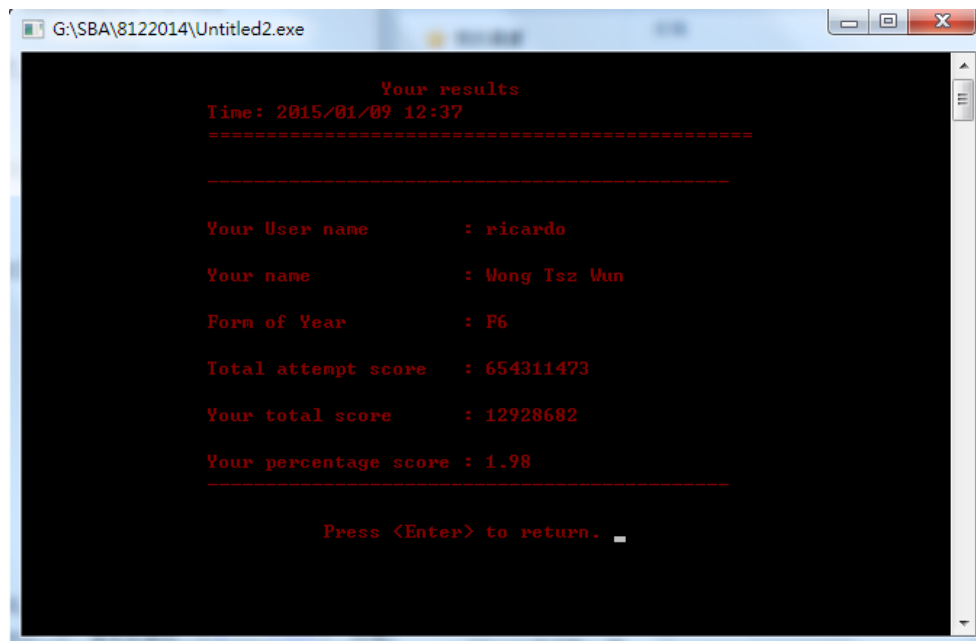 G:\SBA\8122014\Untitled2.exe
Your results
Time: 2015/01/09 12:37
===============================================
---------------------------------------------
Your User name : ricardo
Your name : Wong Tsz Wun
Form of Year : F6
Total attempt score : 654311473
Your total score : 12928682
Your percentage score : 1.98
---------------------------------------------
Press <Enter> to return.